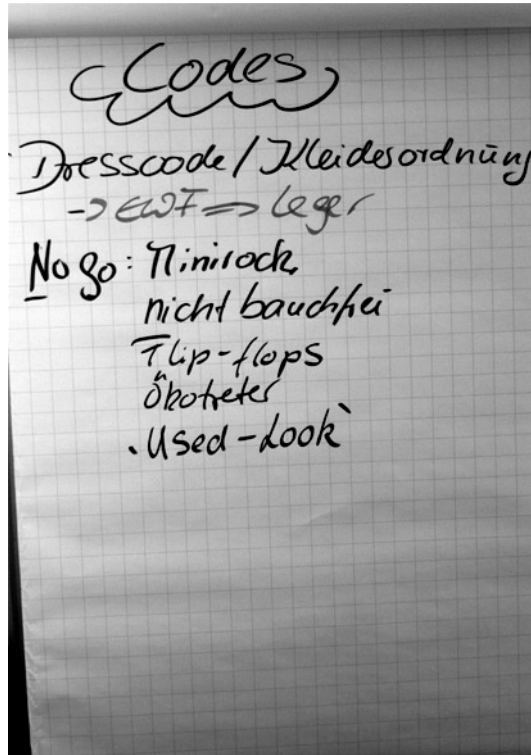 Codes
Dresscode / Kleidesordnung
-> EWF => leger
No go: Minirock,
nicht bauchfrei
Flip-flops
Ökotreter
. Used-Look